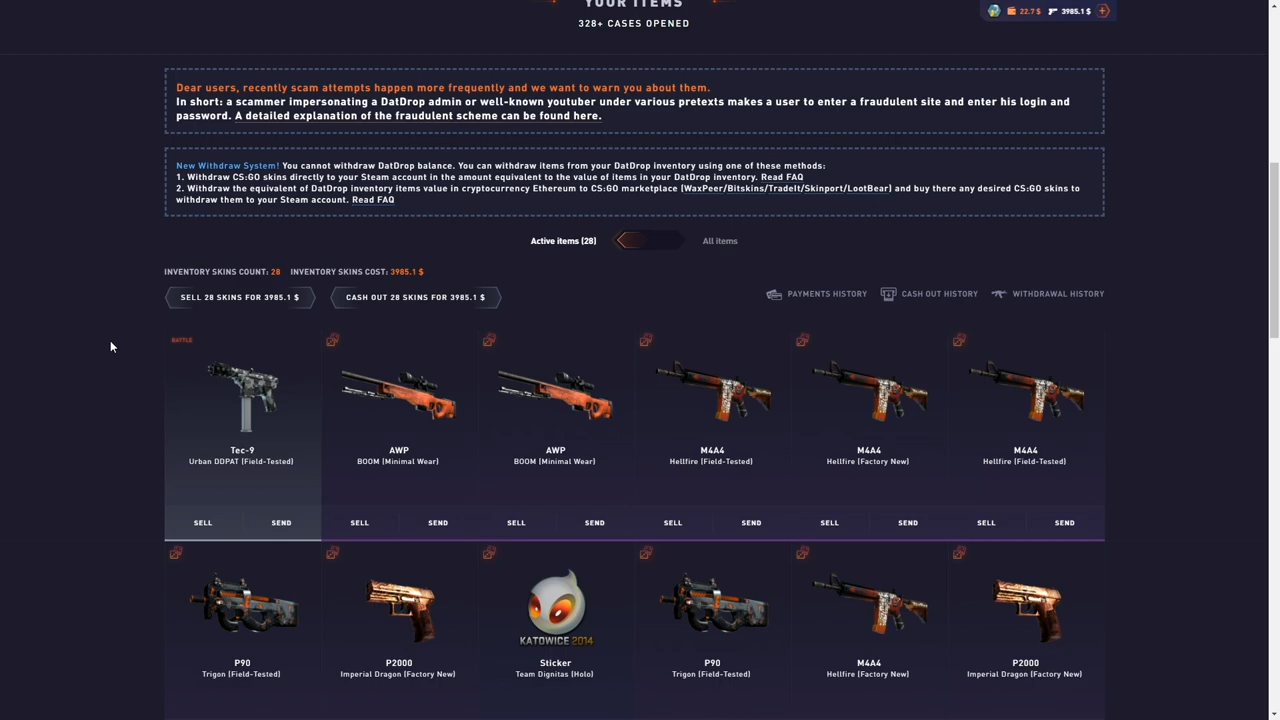 YOUR ITEMS
328+ CASES OPENED
22.7 $ 3985.1 $
Dear users, recently scam attempts happen more frequently and we want to warn you about them.
In short: a scammer impersonating a DatDrop admin or well-known youtuber under various pretexts makes a user to enter a fraudulent site and enter his login and
password. A detailed explanation of the fraudulent scheme can be found here.
New Withdraw System! You cannot withdraw DatDrop balance. You can withdraw items from your DatDrop inventory using one of these methods:
1. Withdraw CS:GO skins directly to your Steam account in the amount equivalent to the value of items in your DatDrop inventory. Read FAQ
2. Withdraw the equivalent of DatDrop inventory items value in cryptocurrency Ethereum to CS:GO marketplace (WaxPeer/Bitskins/TradeIt/Skinport/LootBear) and buy there any desired CS:GO skins to
withdraw them to your Steam account. Read FAQ
Active items (28) All items
INVENTORY SKINS COUNT: 28 INVENTORY SKINS COST: 3985.1 $
SELL 28 SKINS FOR 3985.1 $ CASH OUT 28 SKINS FOR 3985.1 $ PAYMENTS HISTORY CASH OUT HISTORY WITHDRAWAL HISTORY
BATTLE
Tec-9 AWP AWP M4A4 M4A4 M4A4
Urban DDPAT (Field-Tested) BOOM (Minimal Wear) BOOM (Minimal Wear) Hellfire (Field-Tested) Hellfire (Factory New) Hellfire (Field-Tested)
SELL SEND SELL SEND SELL SEND SELL SEND SELL SEND SELL SEND
KATOWICE 2014
P90 P2000 Sticker P90 M4A4 P2000
Trigon (Field-Tested) Imperial Dragon (Factory New) Team Dignitas (Holo) Trigon (Field-Tested) Hellfire (Factory New) Imperial Dragon (Factory New)